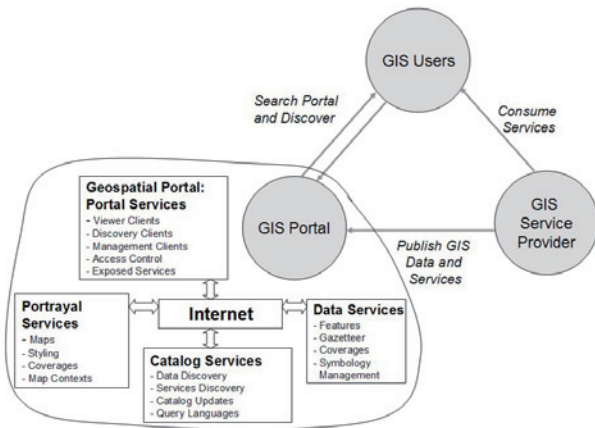 GIS Users
Search Portal
and Discover
Consume
Services
GIS Portal
GIS
Service
Provider
Publish GIS
Data and
Services
Geospatial Portal:
Portal Services
- Viewer Clients
- Discovery Clients
- Management Clients
- Access Control
- Exposed Services
Internet
Portrayal
Services
- Maps
- Styling
- Coverages
- Map Contexts
Data Services
- Features
- Gazetteer
- Coverages
- Symbology
Management
Catalog Services
- Data Discovery
- Services Discovery
- Catalog Updates
- Query Languages